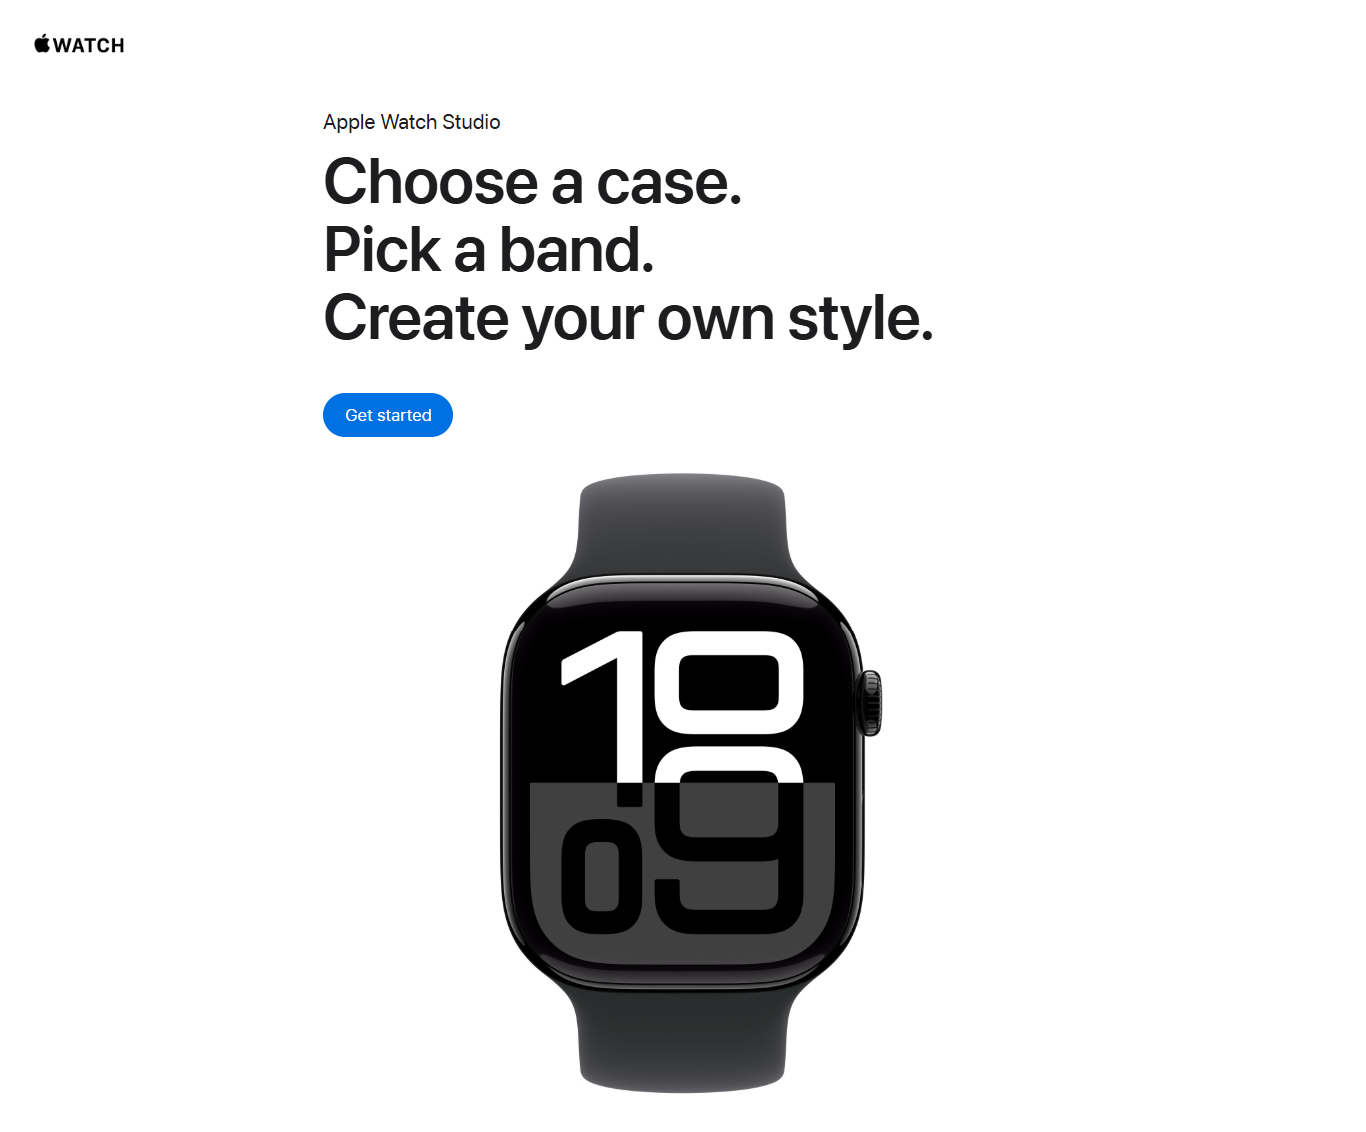 WATCH
Apple Watch Studio
Choose a case.
Pick a band.
Create your own style.
Get started
10
09